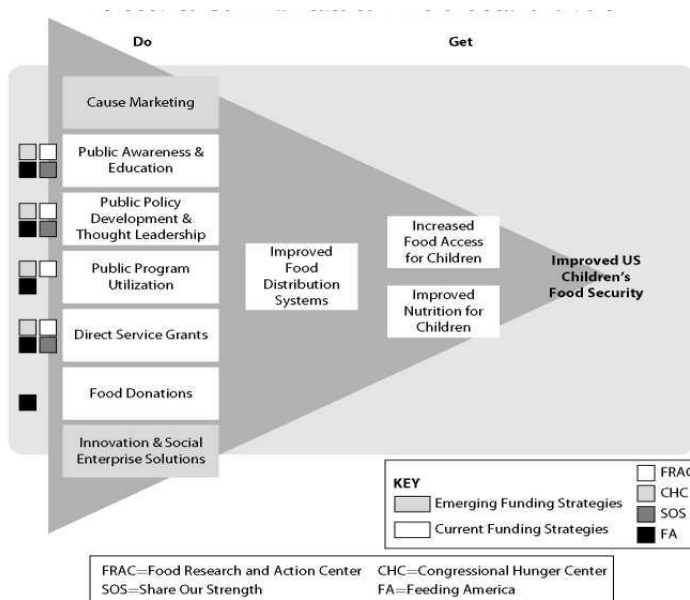 Do
Get
Cause Marketing
Public Awareness &
Education
Public Policy
Development &
Thought Leadership
Public Program
Utilization
Direct Service Grants
Food Donations
Innovation & Social
Enterprise Solutions
Improved
Food
Distribution
Systems
Increased
Food Access
for Children
Improved
Nutrition for
Children
Improved US
Children's
Food Security
KEY
Emerging Funding Strategies
Current Funding Strategies
FRAC
CHC
SOS
FA
FRAC=Food Research and Action Center
CHC=Congressional Hunger Center
SOS=Share Our Strength
FA=Feeding America